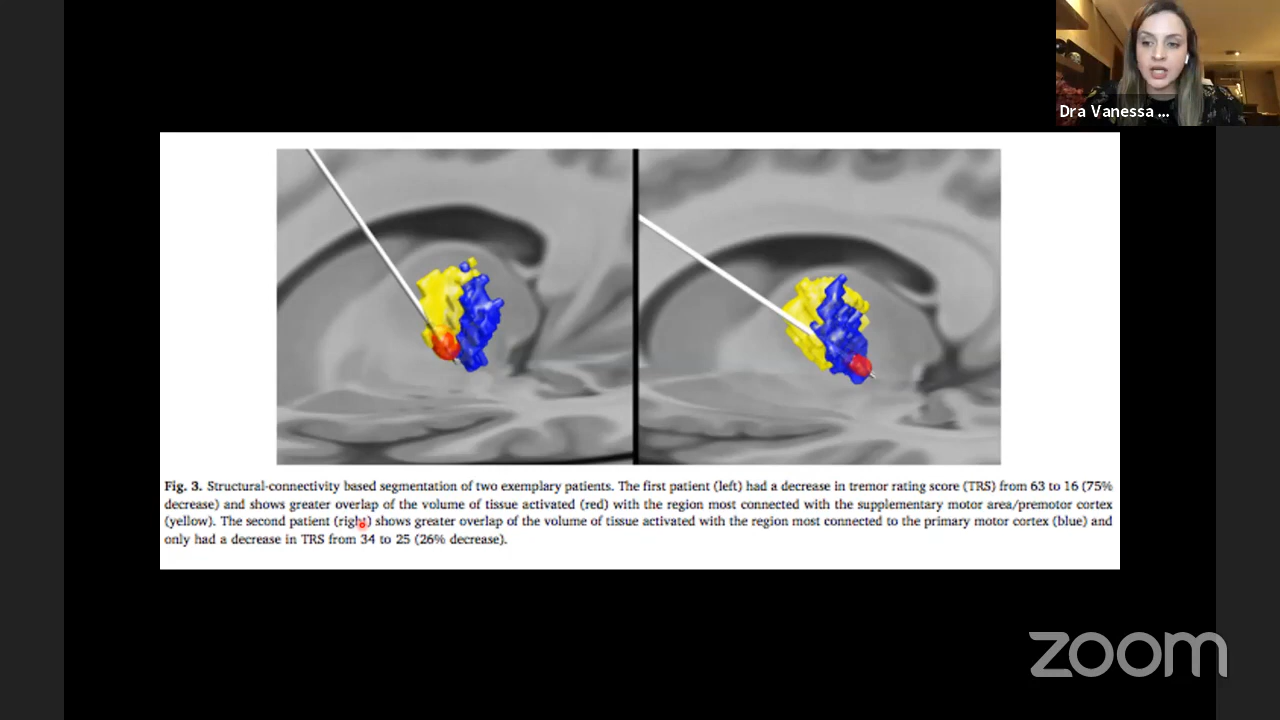 Dra Vanessa ...
Fig. 3. Structural-connectivity based segmentation of two exemplary patients. The first patient (left) had a decrease in tremor rating score (TRS) from 63 to 16 (75%
decrease) and shows greater overlap of the volume of tissue activated (red) with the region most connected with the supplementary motor area/premotor cortex
(yellow). The second patient (right) shows greater overlap of the volume of tissue activated with the region most connected to the primary motor cortex (blue) and
only had a decrease in TRS from 34 to 25 (26% decrease).
zoom